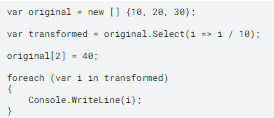 var original = new [] {10, 20, 30};
var transformed = original.Select(i => i / 10);
original[2] = 40;
foreach (var i in transformed)
{
    Console.WriteLine(i);
}